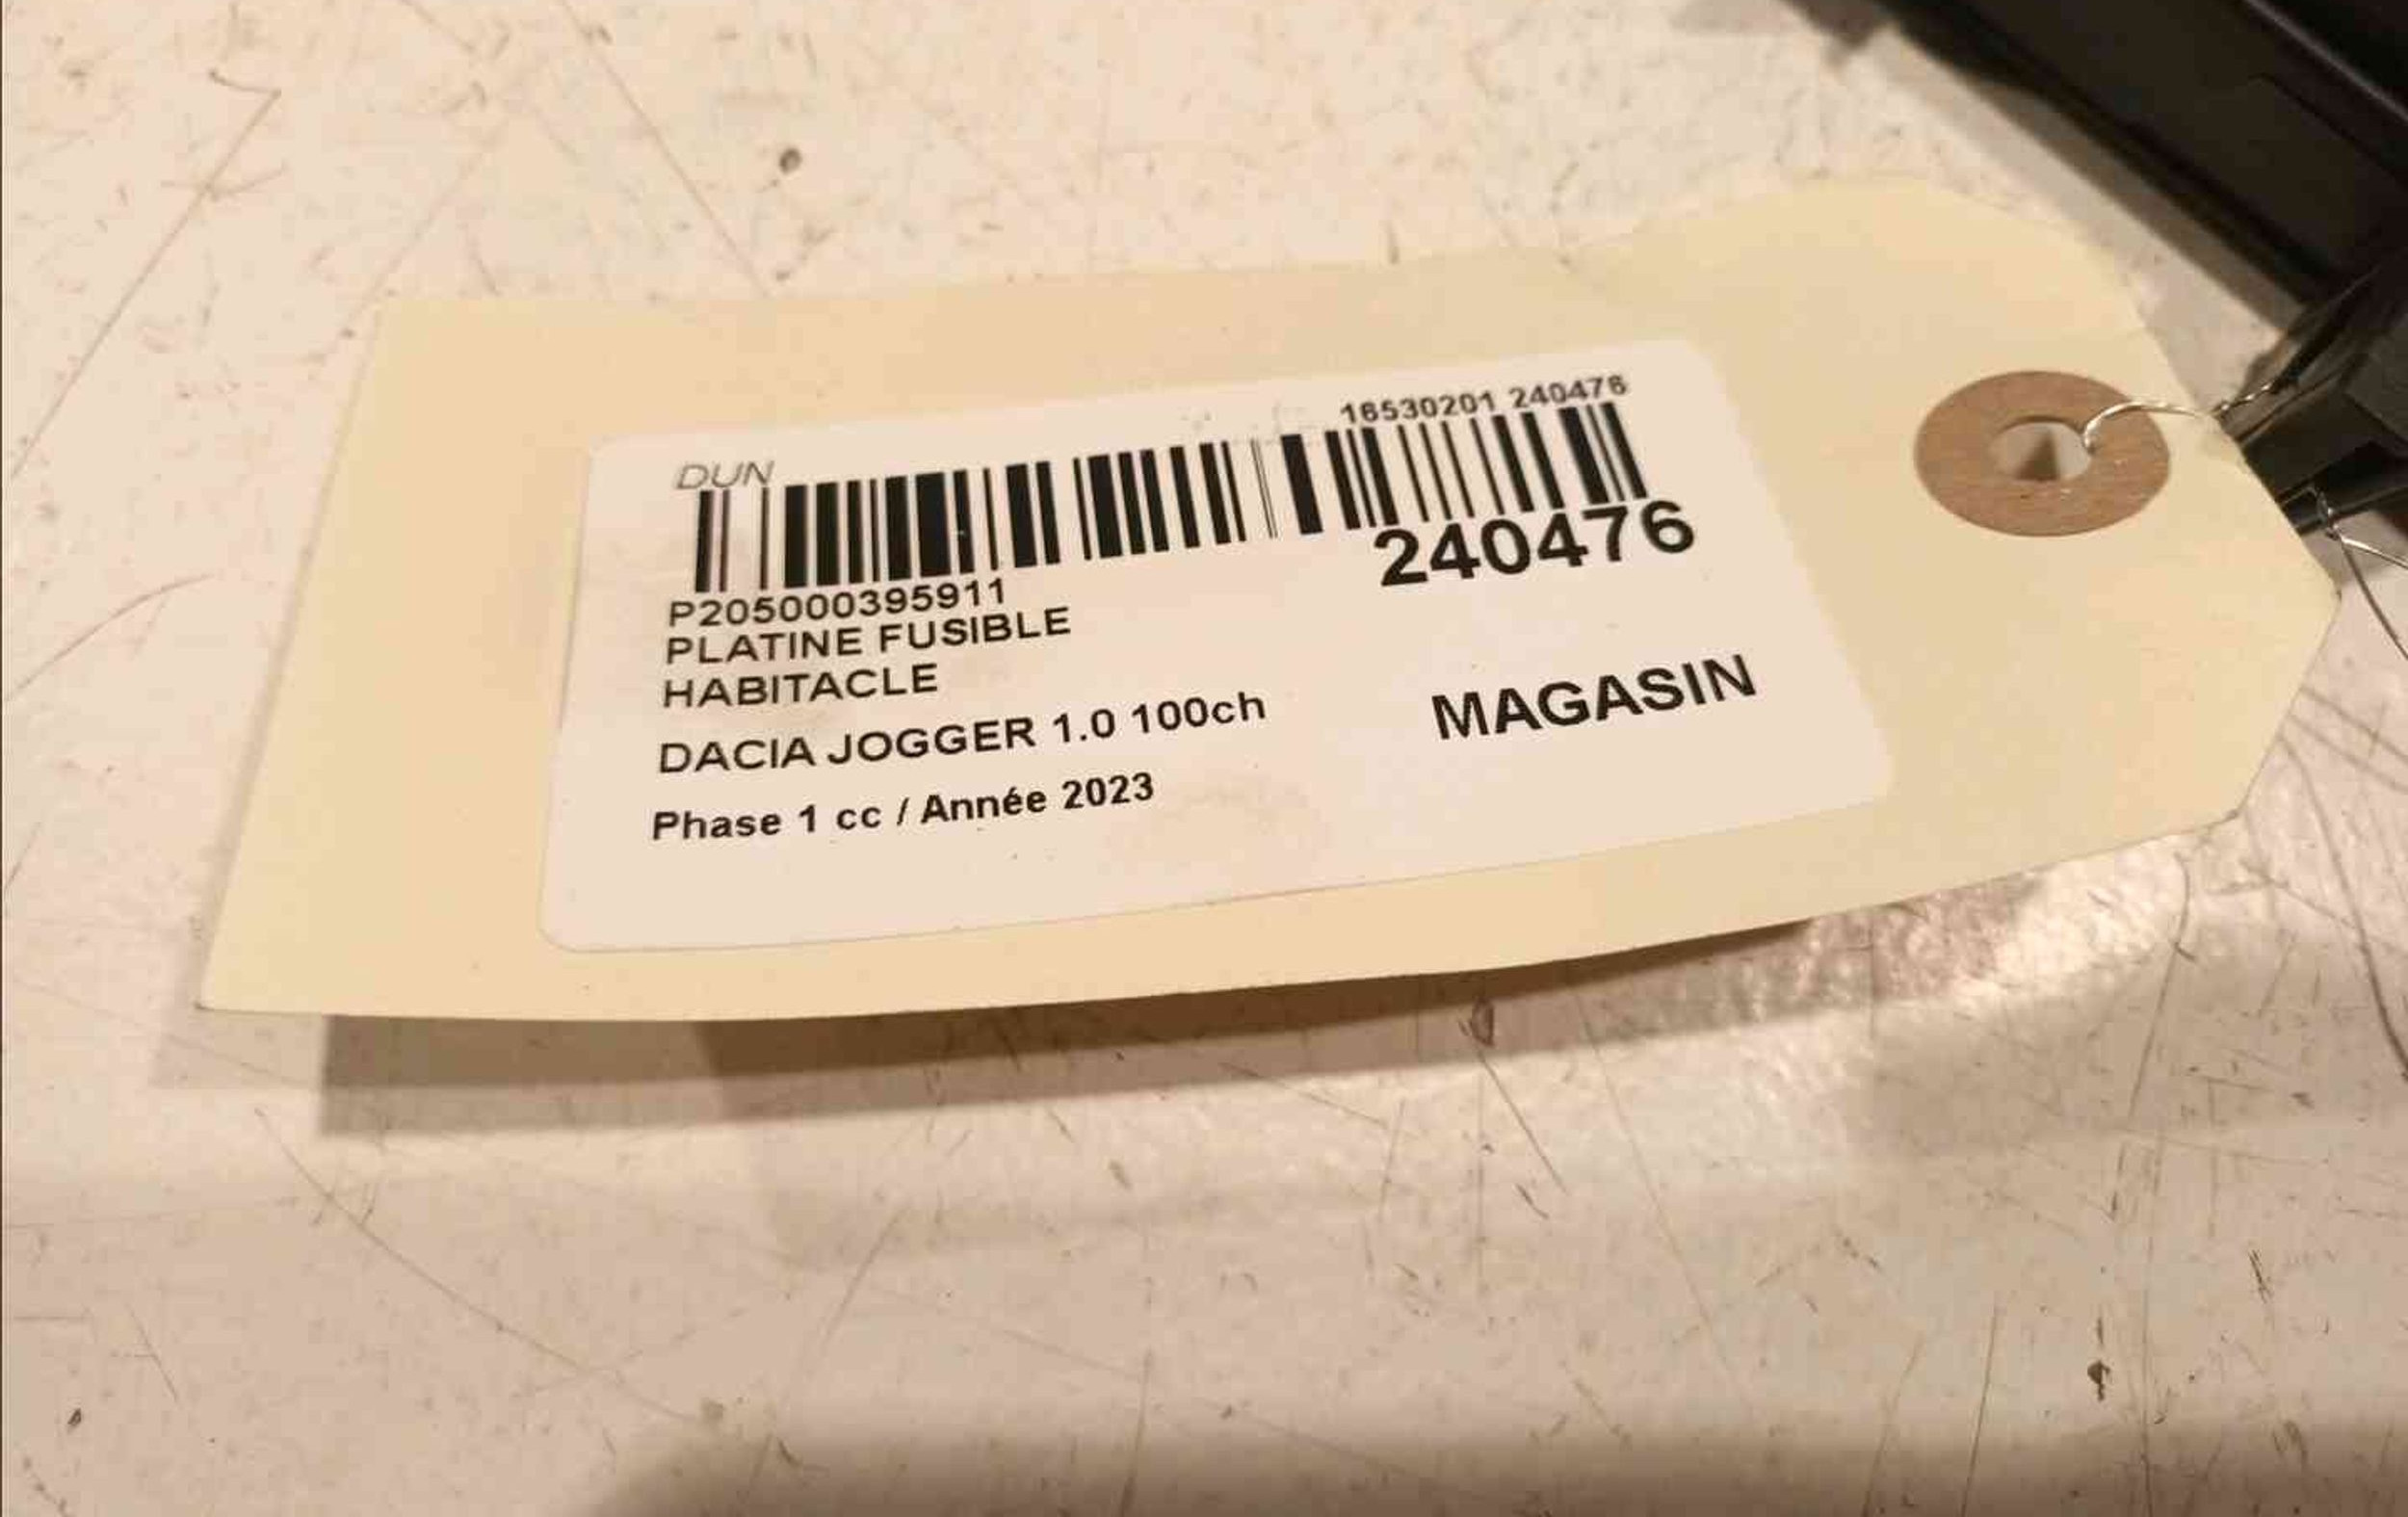 16530201 240476
DUN
240476
P205000395911
PLATINE FUSIBLE
HABITACLE
DACIA JOGGER 1.0 100ch
MAGASIN
Phase 1 cc / Année 2023